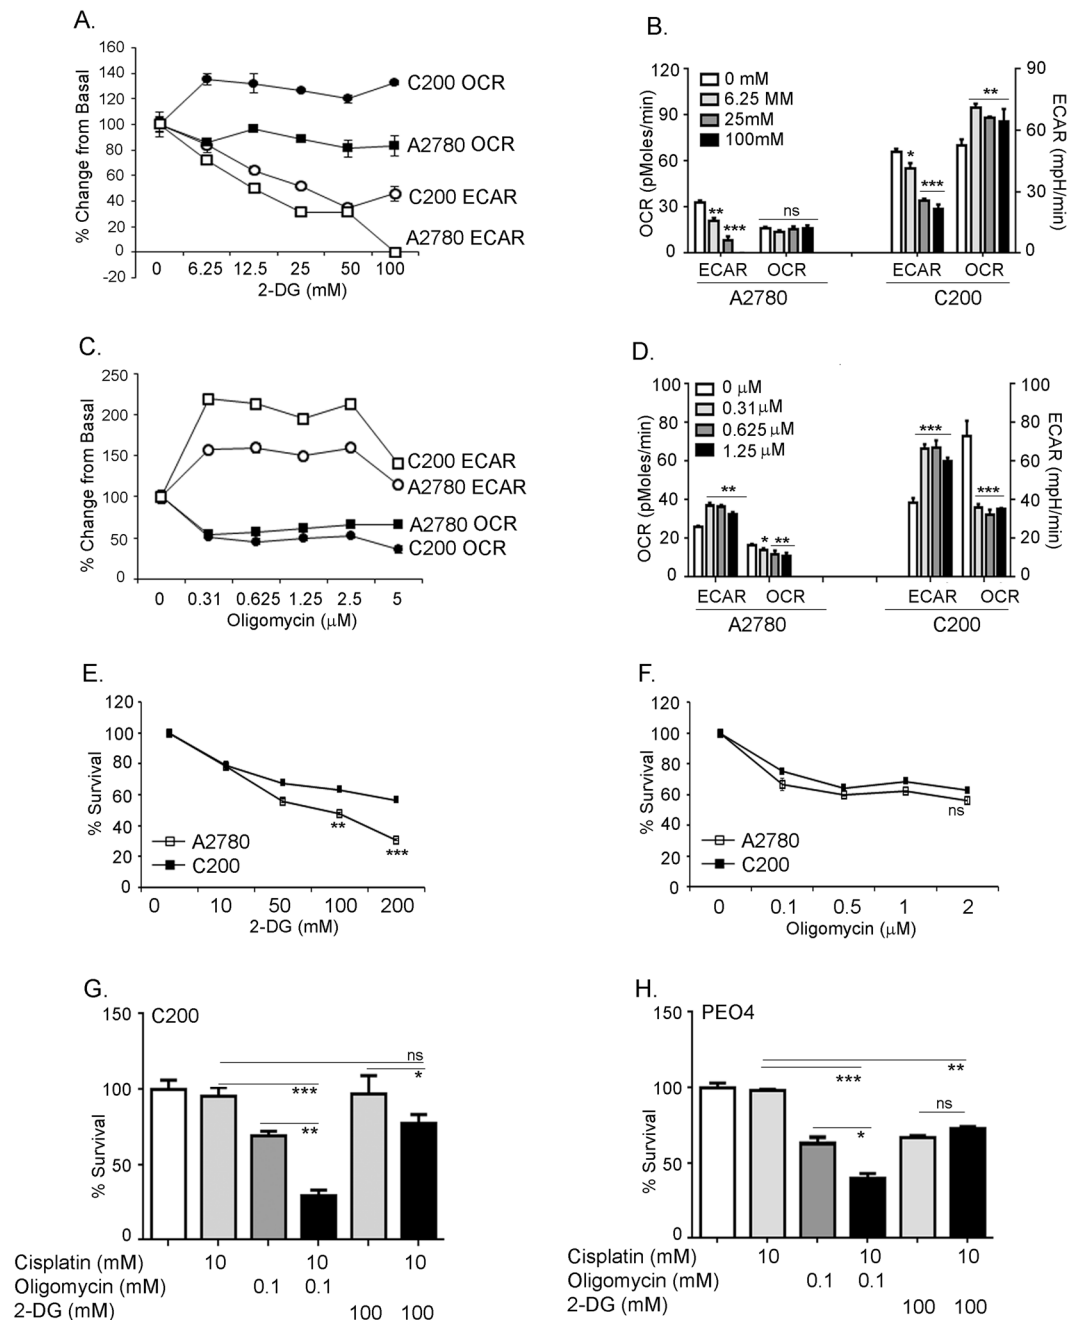 A.
160
140
120
100
80
60
40
20
0
-20
% Change from Basal
C200 OCR
A2780 OCR
C200 ECAR
A2780 ECAR
0 6.25 12.5 25 50 100
2-DG (mM)
B.
120
90
60
30
0
OCR (pMoles/min)
0 mM
6.25 MM
25mM
100mM
** *** ns * *** **
90
60
30
0
ECAR (mpH/min)
ECAR OCR ECAR OCR
A2780 C200
C.
250
200
150
100
50
0
% Change from Basal
C200 ECAR
A2780 ECAR
A2780 OCR
C200 OCR
0 0.31 0.625 1.25 2.5 5
Oligomycin (µM)
D.
100
80
60
40
20
0
OCR (pMoles/min)
0 µM
0.31µM
0.625 µM
1.25 µM
** * ** *** ***
100
80
60
40
20
0
ECAR (mpH/min)
ECAR OCR ECAR OCR
A2780 C200
E.
120
100
80
60
40
20
0
% Survival
**
***
A2780
C200
0 10 50 100 200
2-DG (mM)
F.
120
100
80
60
40
20
0
% Survival
ns
A2780
C200
0 0.1 0.5 1 2
Oligomycin (µM)
G.
150
100
50
0
% Survival
C200
ns
*
***
**
Cisplatin (mM) 10 10 10
Oligomycin (mM) 0.1 0.1
2-DG (mM) 100 100
H.
150
100
50
0
% Survival
PEO4
**
***
ns
*
Cisplatin (mM) 10 10 10
Oligomycin (mM) 0.1 0.1
2-DG (mM) 100 100